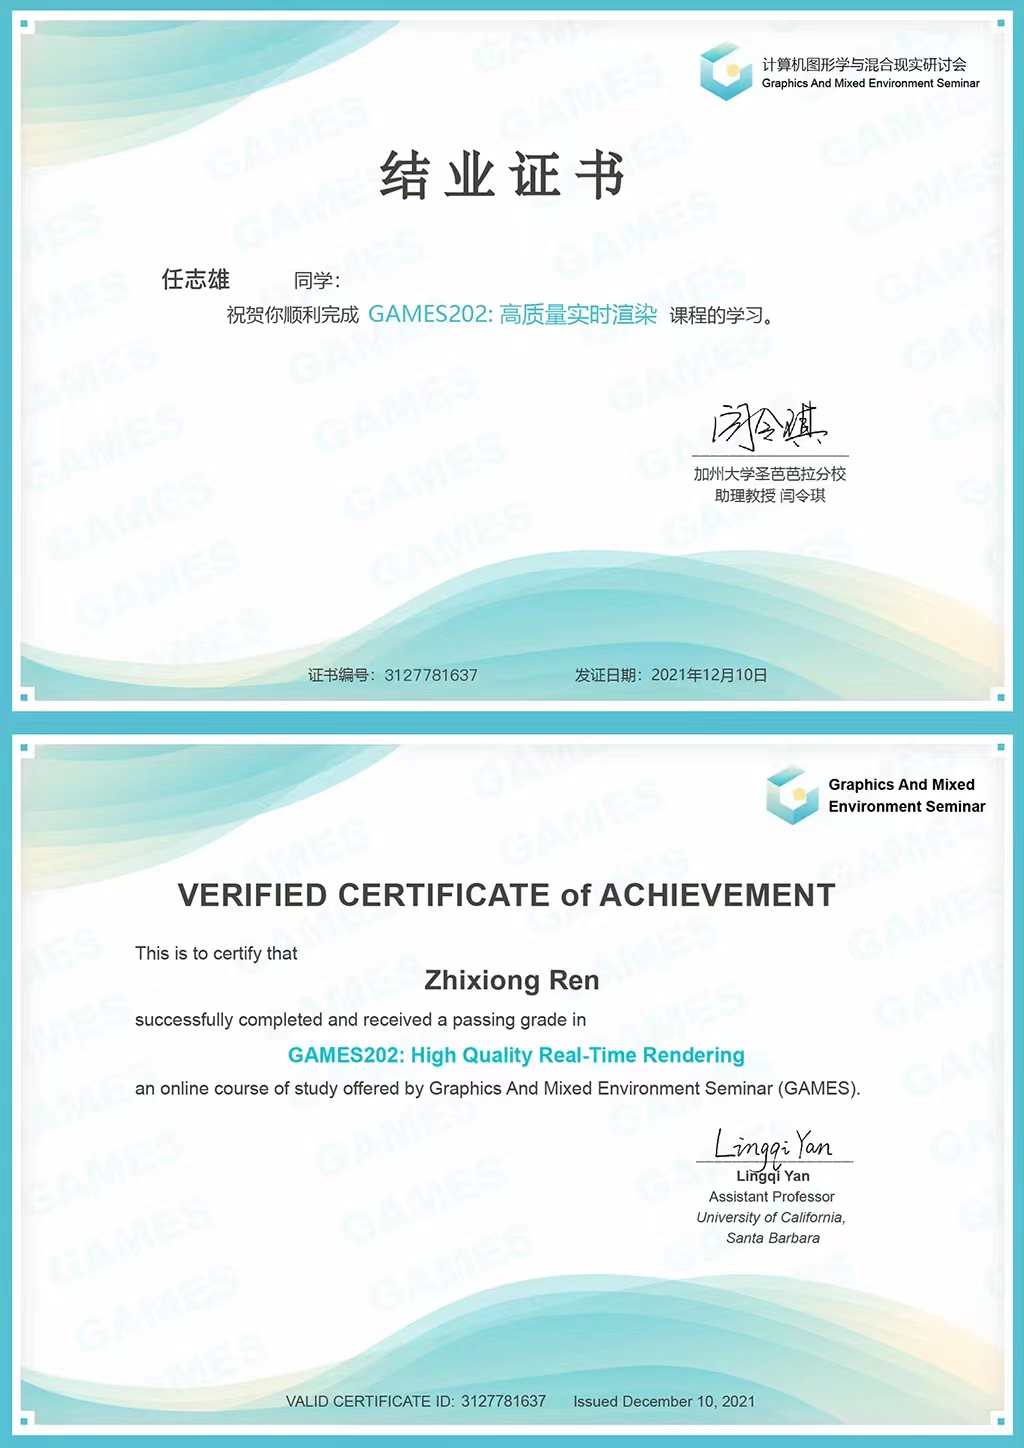 计算机图形学与混合现实研讨会
Graphics And Mixed Environment Seminar
结业证书
任志雄 同学：
祝贺你顺利完成 GAMES202: 高质量实时渲染 课程的学习。
闫令琪
加州大学圣芭芭拉分校
助理教授 闫令琪
证书编号：3127781637 发证日期：2021年12月10日
Graphics And Mixed
Environment Seminar
VERIFIED CERTIFICATE of ACHIEVEMENT
This is to certify that
Zhixiong Ren
successfully completed and received a passing grade in
GAMES202: High Quality Real-Time Rendering
an online course of study offered by Graphics And Mixed Environment Seminar (GAMES).
Lingqi Yan
Lingqi Yan
Assistant Professor
University of California,
Santa Barbara
VALID CERTIFICATE ID: 3127781637 Issued December 10, 2021